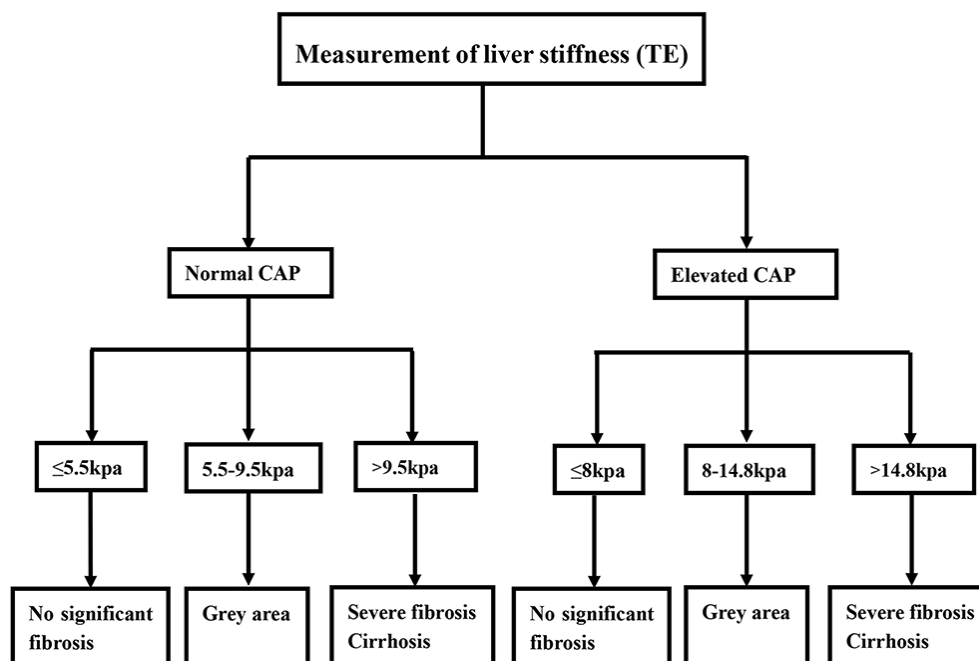 Measurement of liver stiffness (TE)
Normal CAP
Elevated CAP
≤5.5kpa
5.5-9.5kpa
>9.5kpa
≤8kpa
8-14.8kpa
>14.8kpa
No significant
fibrosis
Grey area
Severe fibrosis
Cirrhosis
No significant
fibrosis
Grey area
Severe fibrosis
Cirrhosis